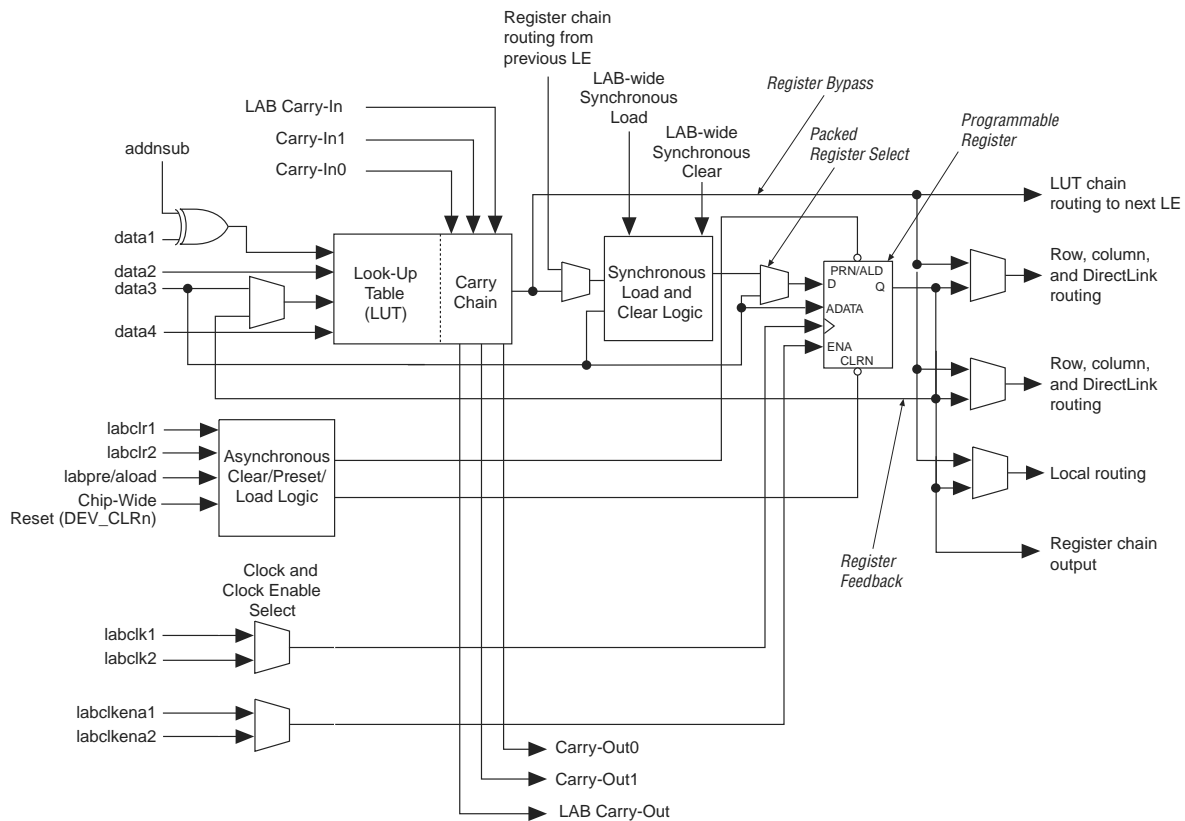 Register chain
routing from
previous LE
LAB-wide
Synchronous
Load
Register Bypass
LAB Carry-In
Carry-In1
Carry-In0
LAB-wide
Synchronous
Clear
Packed
Register Select
Programmable
Register
addnsub
data1
data2
data3
data4
Look-Up
Table
(LUT)
Carry
Chain
Synchronous
Load and
Clear Logic
PRN/ALD
D
Q
ADATA
ENA
CLRN
LUT chain
routing to next LE
Row, column,
and DirectLink
routing
Row, column,
and DirectLink
routing
Local routing
Register chain
output
labclr1
labclr2
labpre/aload
Chip-Wide
Reset (DEV_CLRn)
Asynchronous
Clear/Preset/
Load Logic
Register
Feedback
Clock and
Clock Enable
Select
labclk1
labclk2
labclkena1
labclkena2
Carry-Out0
Carry-Out1
LAB Carry-Out